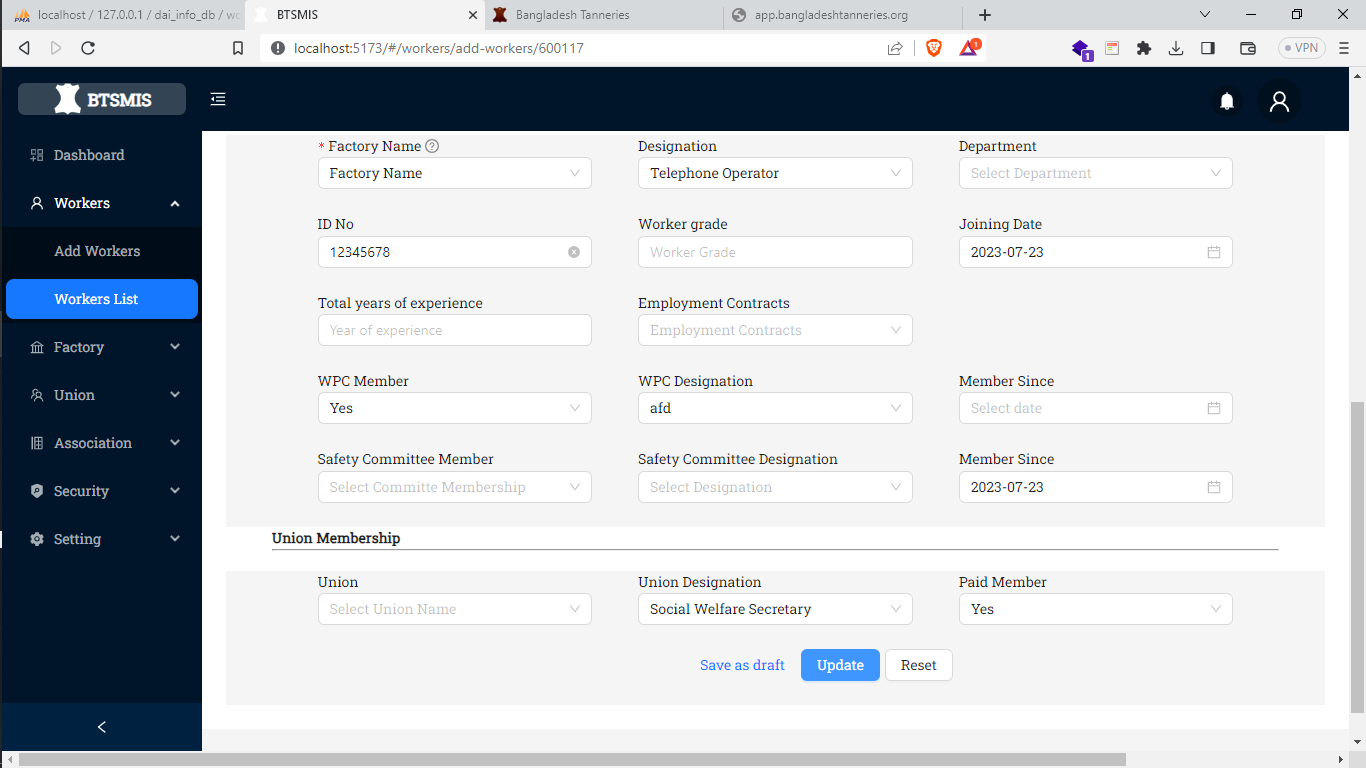 localhost / 127.0.0.1 / dai_info_db / wo
BTSMIS
Bangladesh Tanneries
app.bangladeshtanneries.org
localhost:5173/#/workers/add-workers/600117
1
1
VPN
BTSMIS
Dashboard
Workers
Add Workers
Workers List
Factory
Union
Association
Security
Setting
* Factory Name
Designation
Department
Factory Name
Telephone Operator
Select Department
ID No
Worker grade
Joining Date
12345678
Worker Grade
2023-07-23
Total years of experience
Employment Contracts
Year of experience
Employment Contracts
WPC Member
WPC Designation
Member Since
Yes
afd
Select date
Safety Committee Member
Safety Committee Designation
Member Since
Select Committe Membership
Select Designation
2023-07-23
Union Membership
Union
Union Designation
Paid Member
Select Union Name
Social Welfare Secretary
Yes
Save as draft
Update
Reset